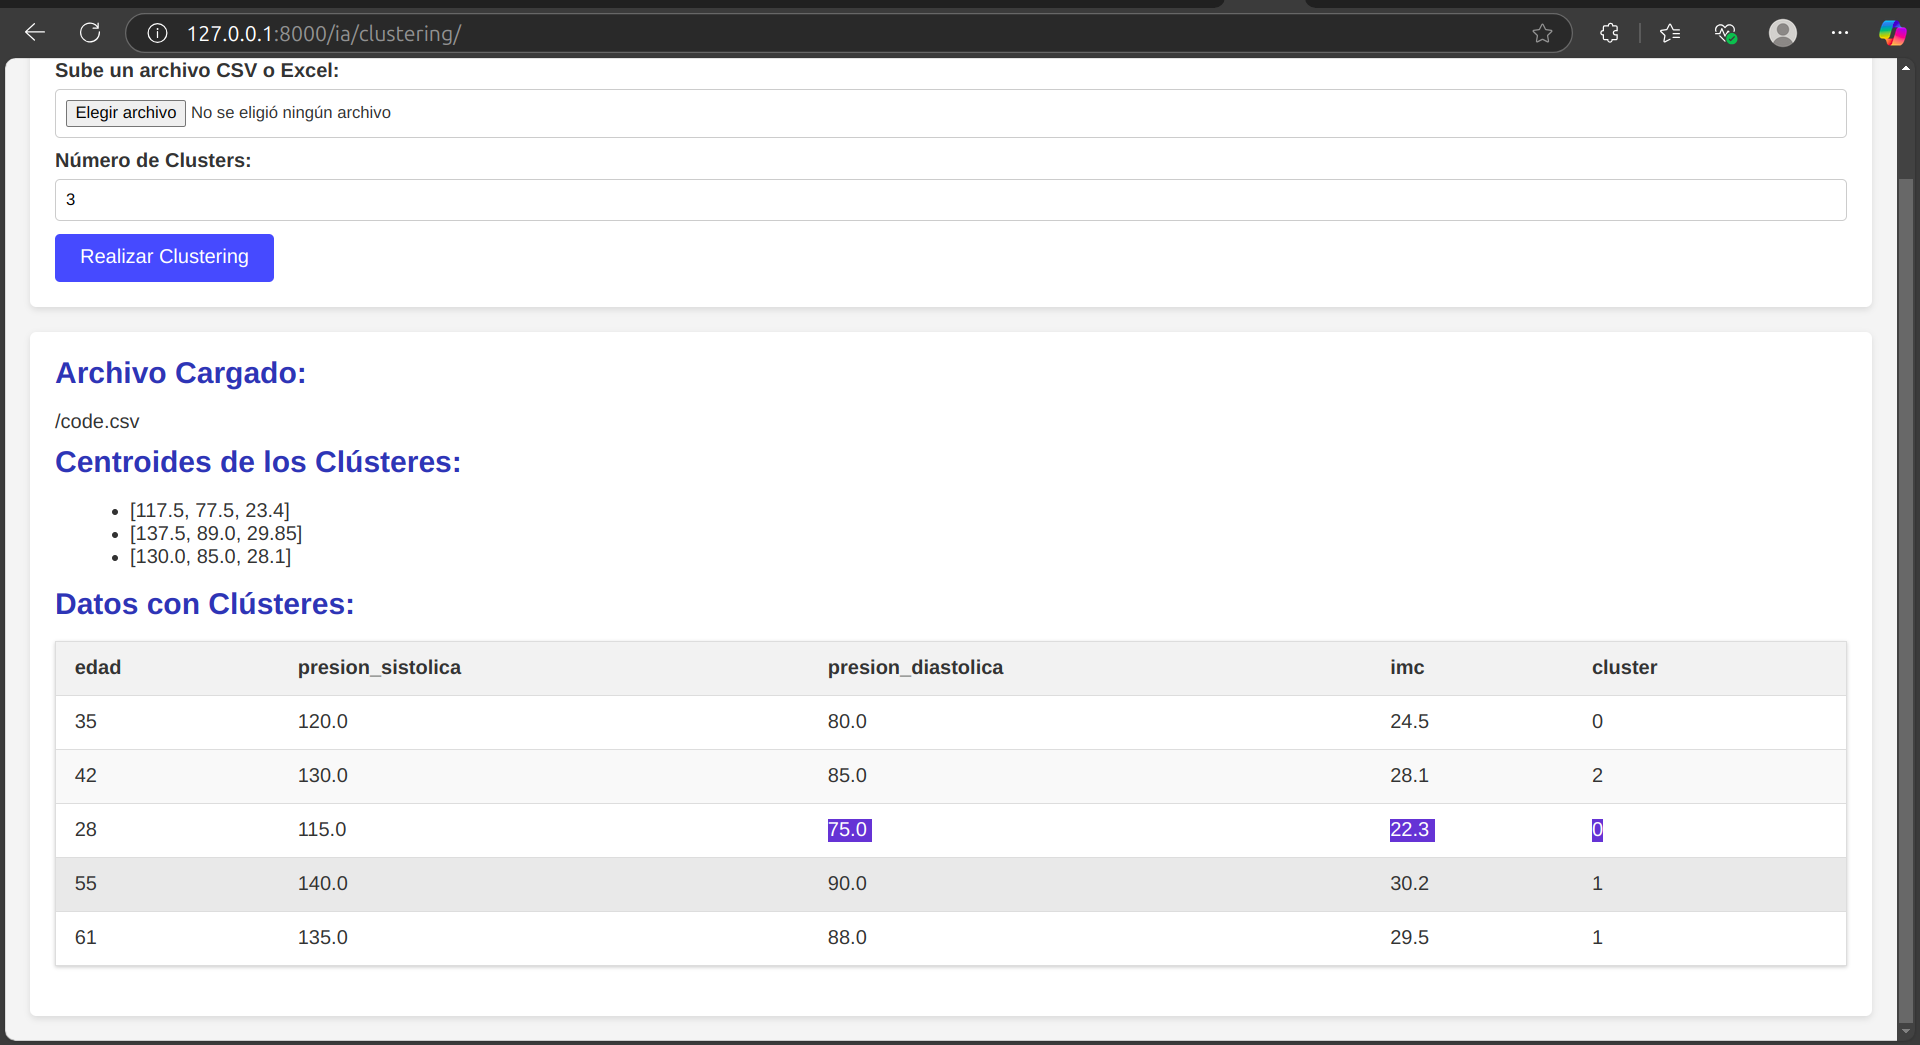 127.0.0.1:8000/ia/clustering/
Sube un archivo CSV o Excel:
Elegir archivo No se eligió ningún archivo
Número de Clusters:
3
Realizar Clustering
Archivo Cargado:
/code.csv
Centroides de los Clústeres:
[117.5, 77.5, 23.4]
[137.5, 89.0, 29.85]
[130.0, 85.0, 28.1]
Datos con Clústeres:
edad presion_sistolica presion_diastolica imc cluster
35 120.0 80.0 24.5 0
42 130.0 85.0 28.1 2
28 115.0 75.0 22.3 0
55 140.0 90.0 30.2 1
61 135.0 88.0 29.5 1